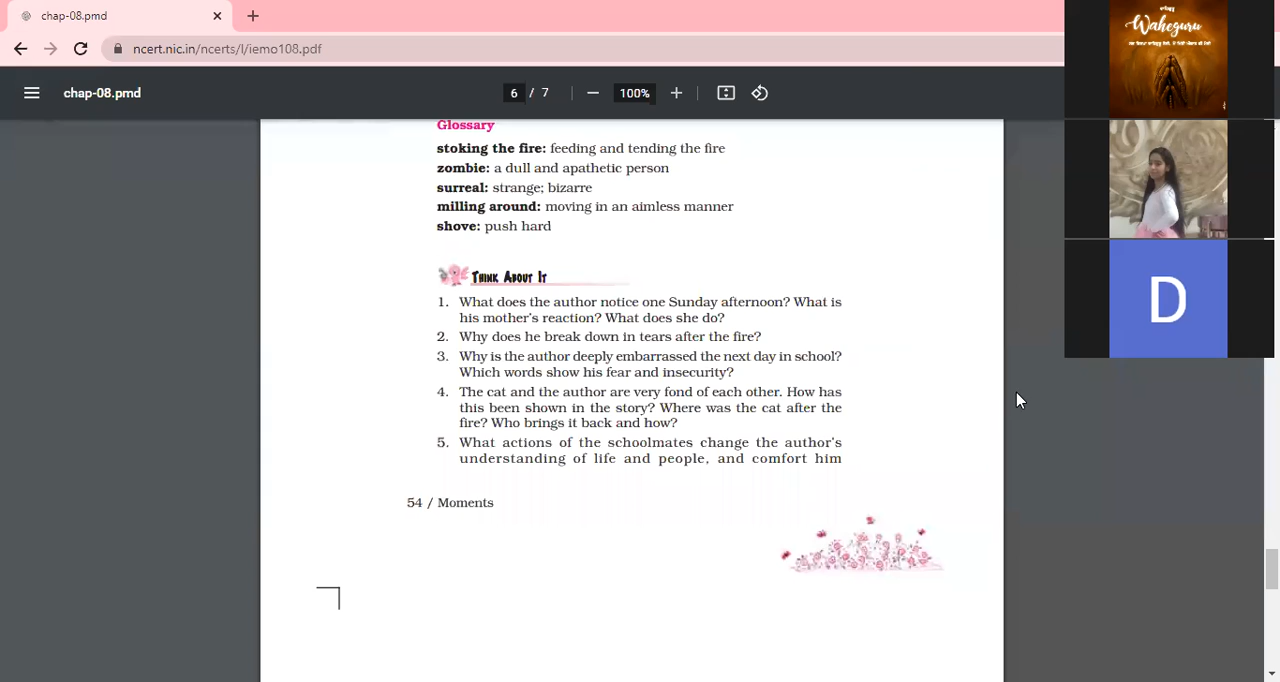 chap-08.pmd
ncert.nic.in/ncerts/l/iemo108.pdf
chap-08.pmd
6 / 7
100%
Glossary
stoking the fire: feeding and tending the fire
zombie: a dull and apathetic person
surreal: strange; bizarre
milling around: moving in an aimless manner
shove: push hard
Think About It
1. What does the author notice one Sunday afternoon? What is
his mother's reaction? What does she do?
2. Why does he break down in tears after the fire?
3. Why is the author deeply embarrassed the next day in school?
Which words show his fear and insecurity?
4. The cat and the author are very fond of each other. How has
this been shown in the story? Where was the cat after the
fire? Who brings it back and how?
5. What actions of the schoolmates change the author's
understanding of life and people, and comfort him
54 / Moments
Waheguru
D